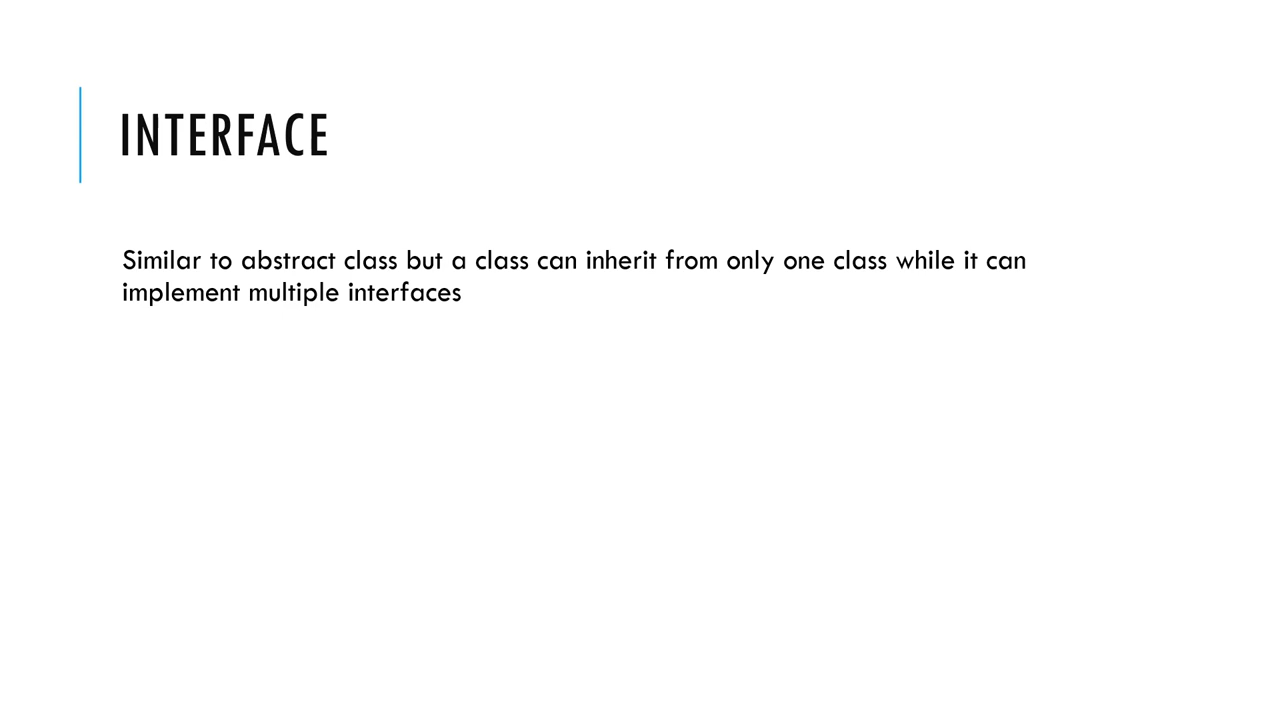 INTERFACE
Similar to abstract class but a class can inherit from only one class while it can
implement multiple interfaces